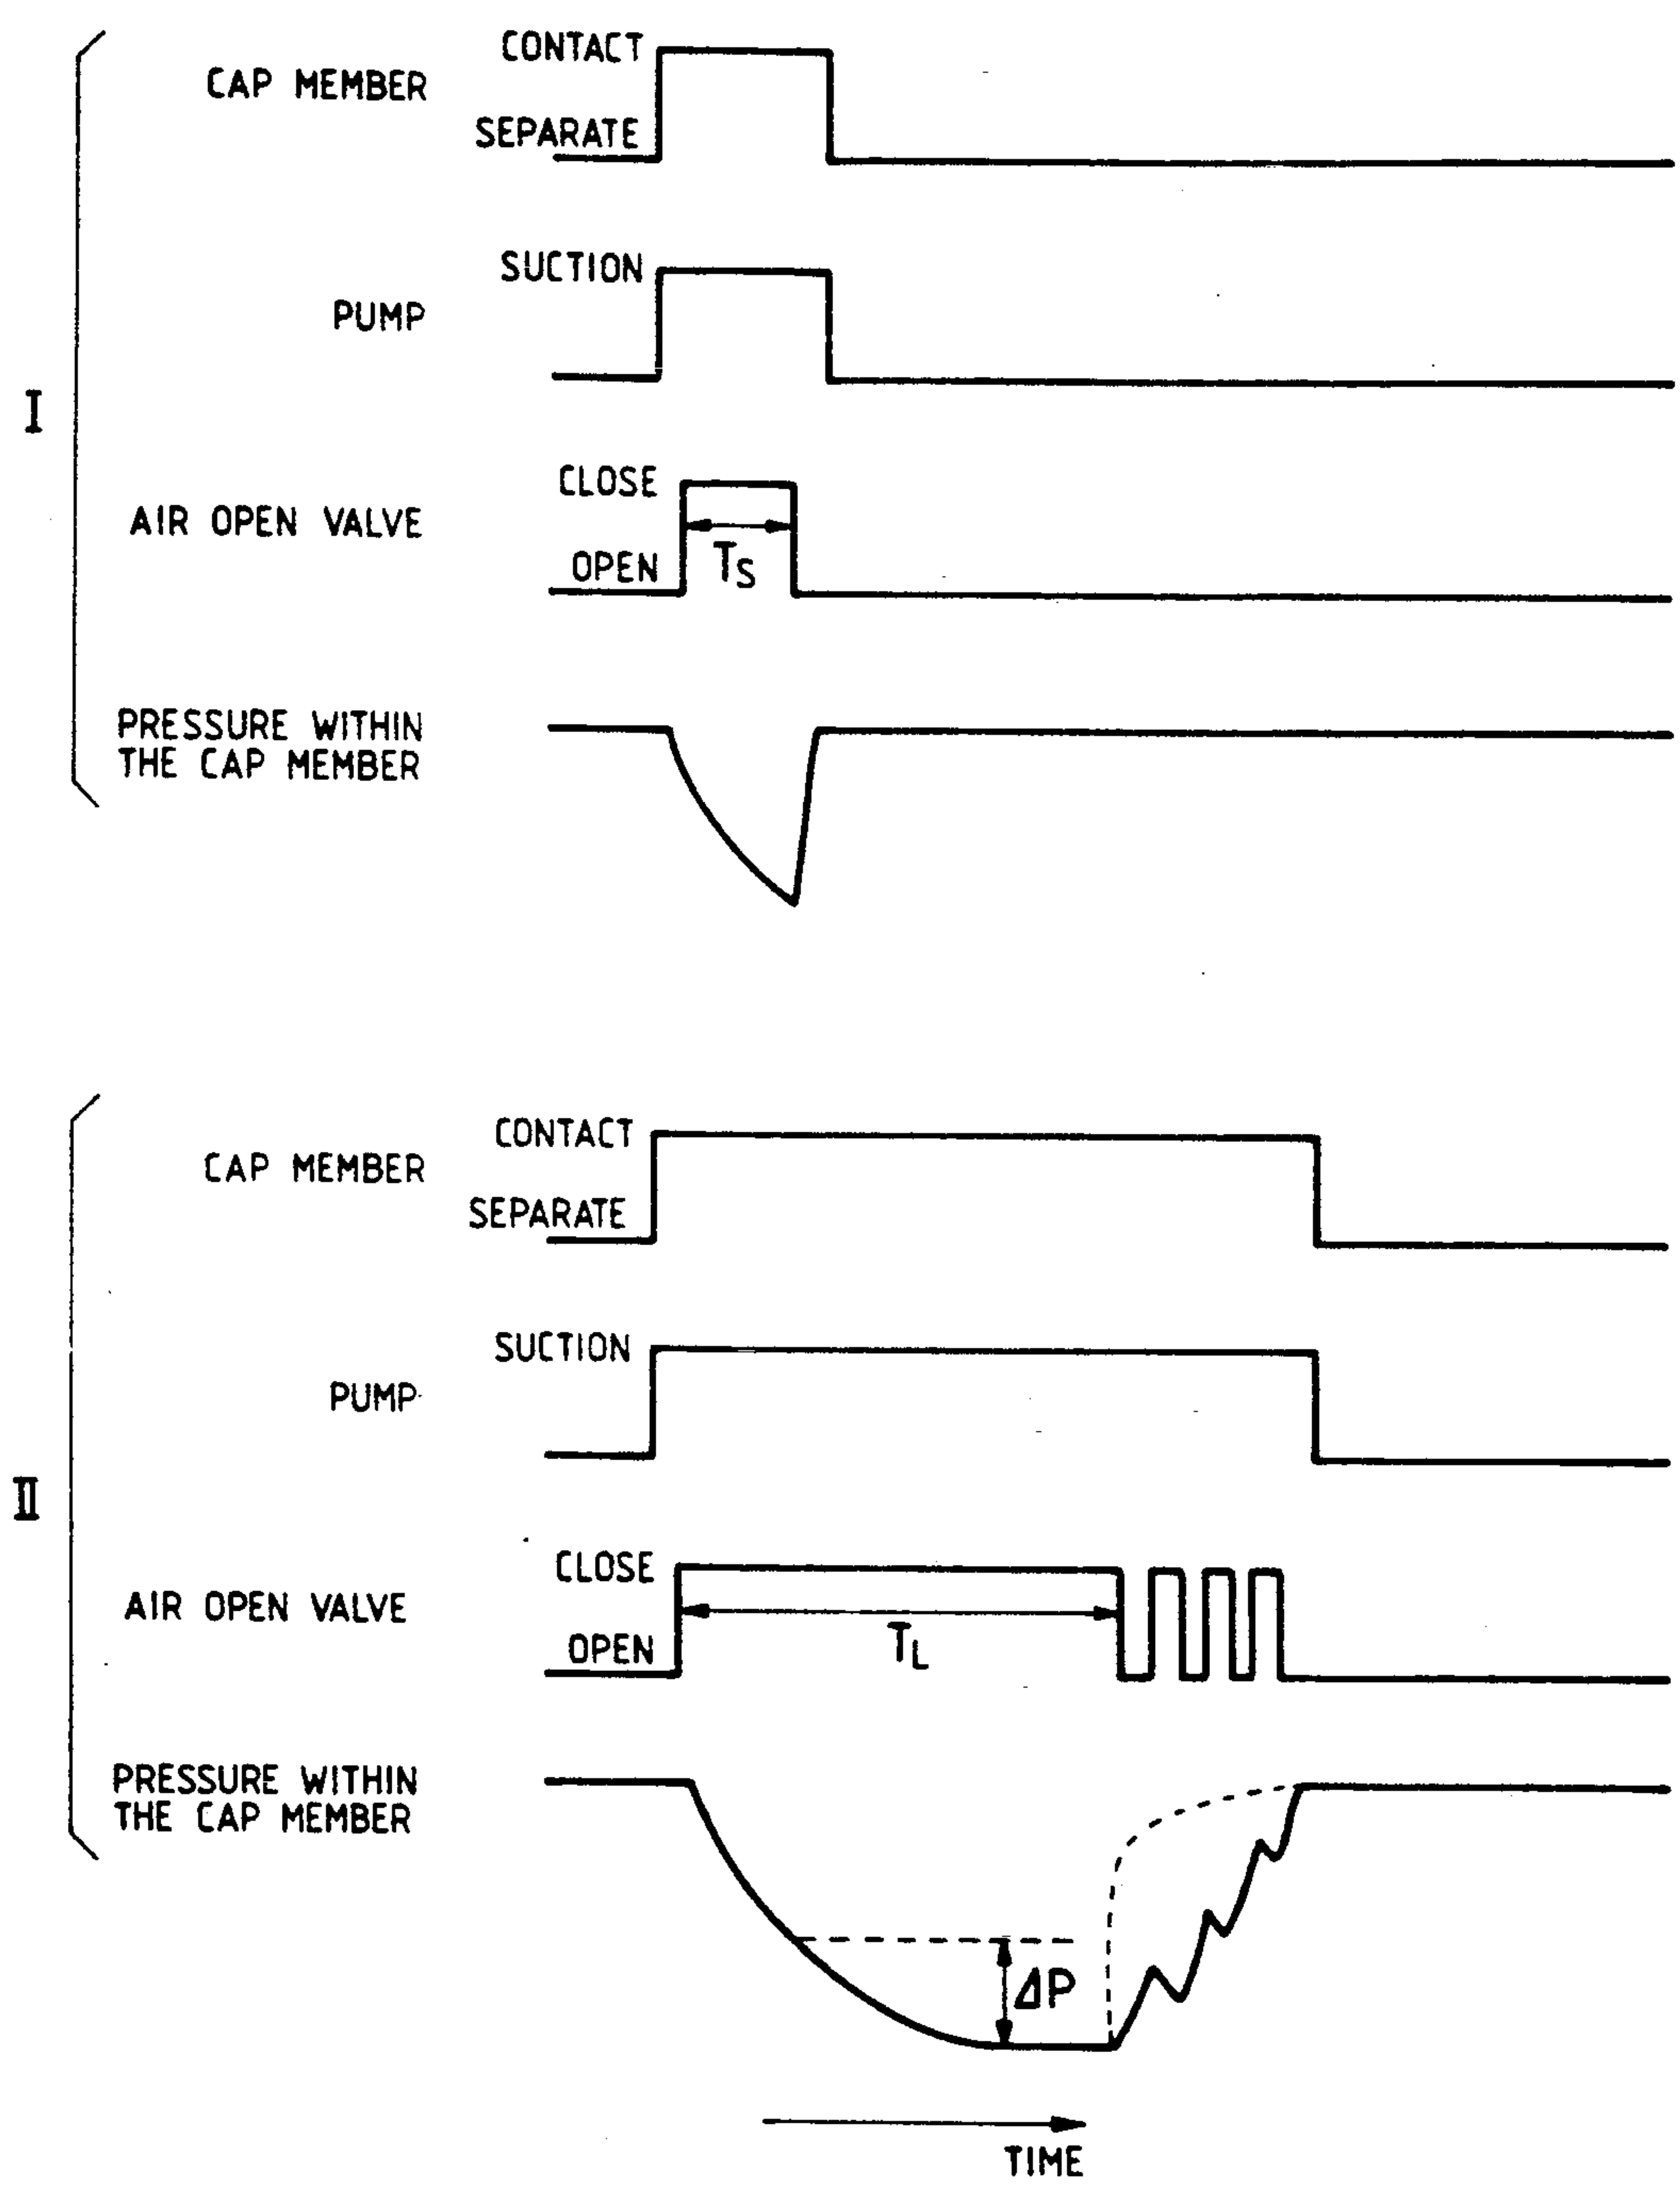 I
CAP MEMBER
CONTACT
SEPARATE
PUMP
SUCTION
AIR OPEN VALVE
CLOSE
OPEN
TS
PRESSURE WITHIN
THE CAP MEMBER
II
CAP MEMBER
CONTACT
SEPARATE
PUMP
SUCTION
AIR OPEN VALVE
CLOSE
OPEN
TL
PRESSURE WITHIN
THE CAP MEMBER
ΔP
TIME